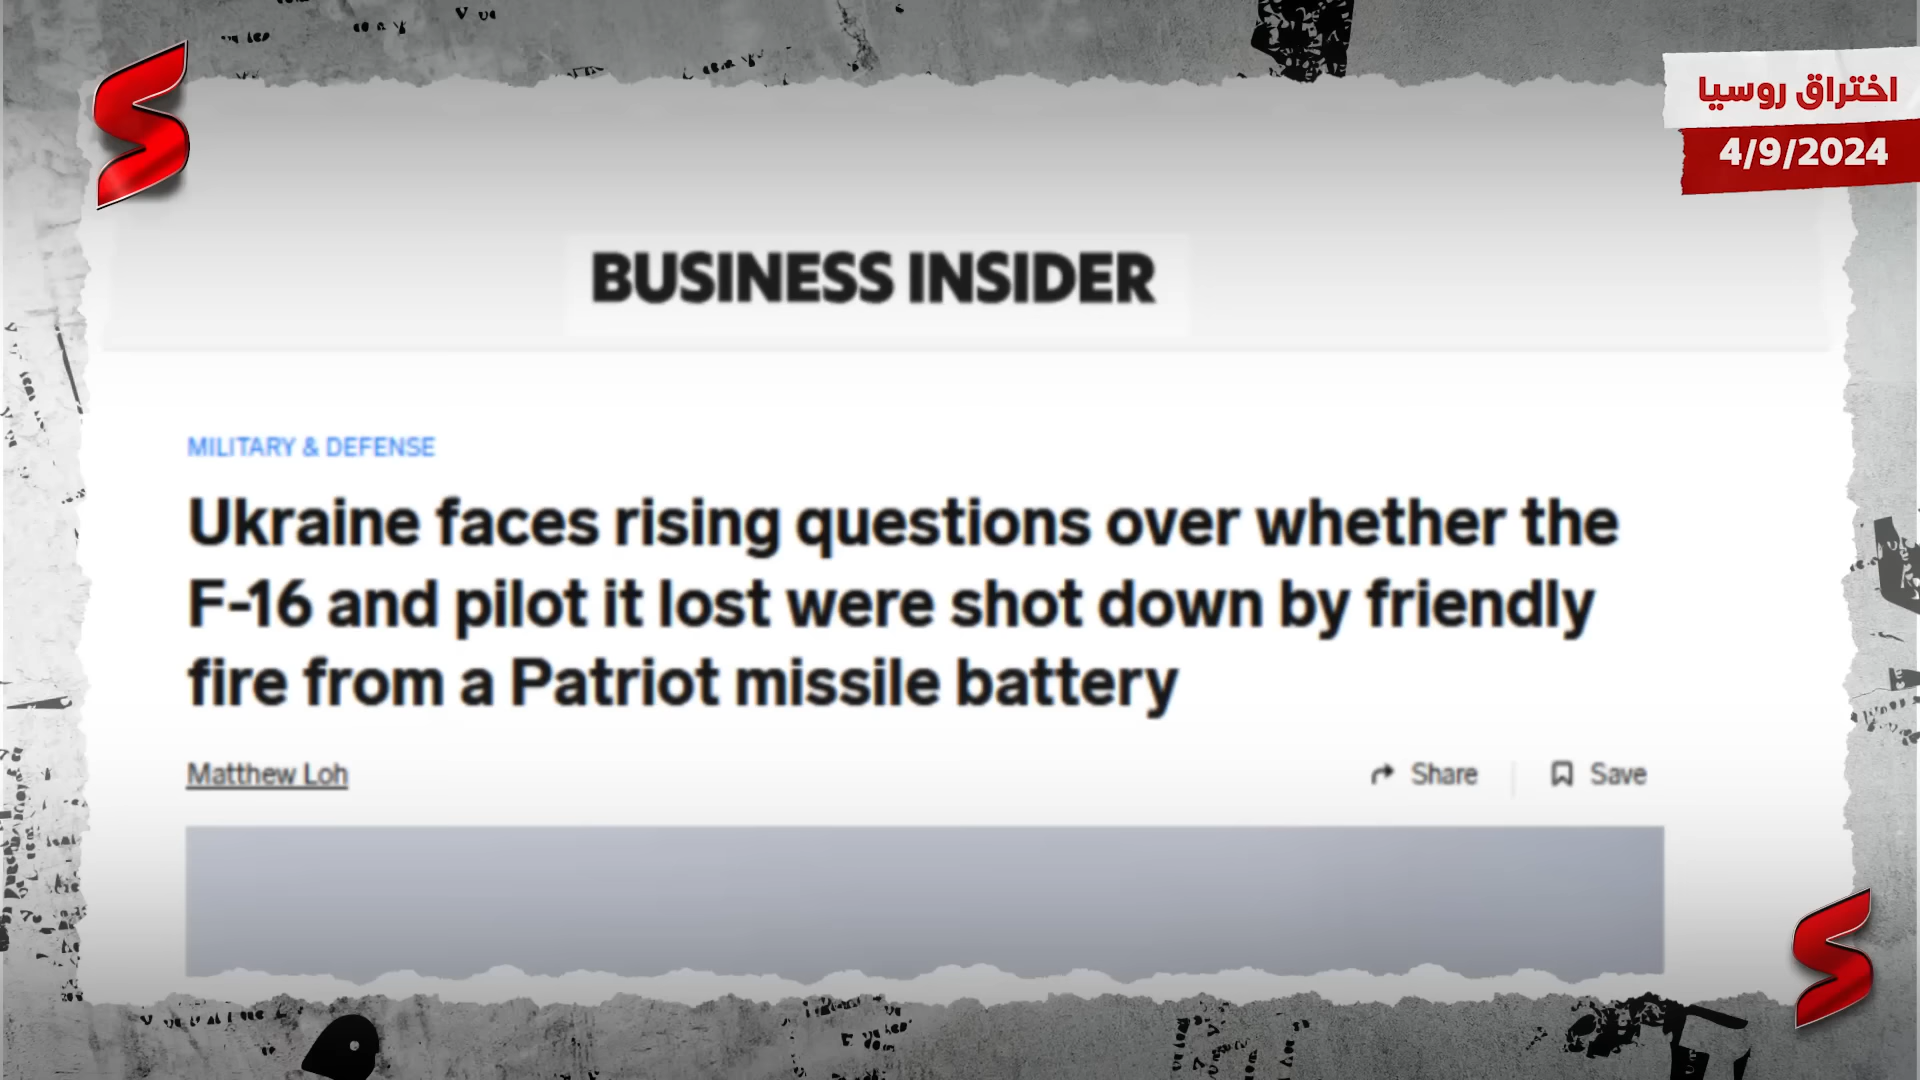 اختراق روسيا
4/9/2024
BUSINESS INSIDER
MILITARY & DEFENSE
Ukraine faces rising questions over whether the
F-16 and pilot it lost were shot down by friendly
fire from a Patriot missile battery
Matthew Loh
Share
Save